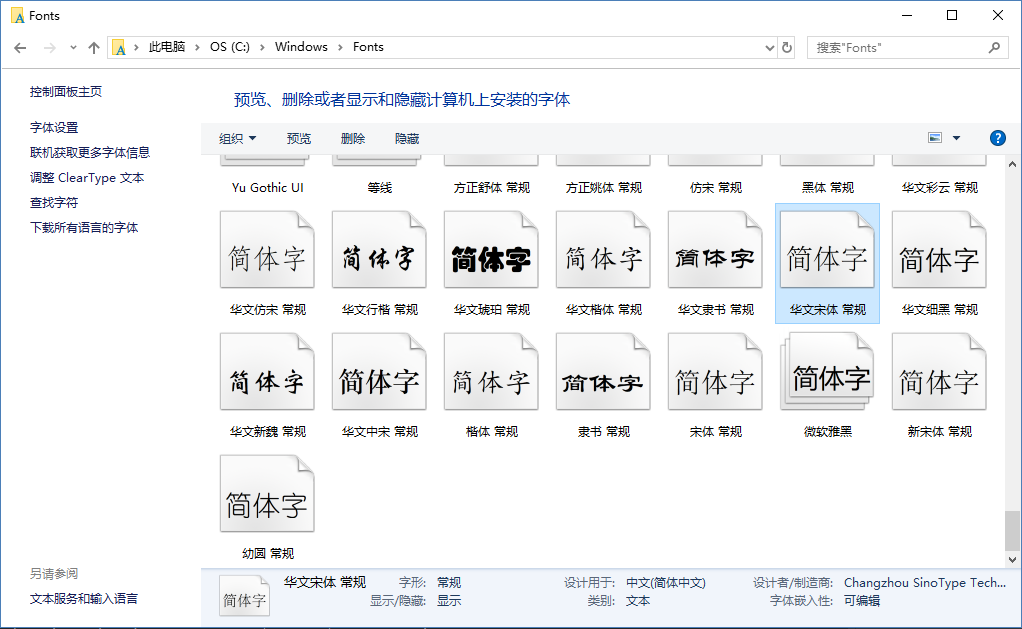 Fonts
此电脑 > OS (C:) > Windows > Fonts
搜索"Fonts"
控制面板主页
字体设置
联机获取更多字体信息
调整 ClearType 文本
查找字符
下载所有语言的字体
另请参阅
文本服务和输入语言
预览、删除或者显示和隐藏计算机上安装的字体
组织 预览 删除 隐藏
Yu Gothic UI 等线 方正舒体 常规 方正姚体 常规 仿宋 常规 黑体 常规 华文彩云 常规
简体字 简体字 简体字 简体字 简体字 简体字 简体字
华文仿宋 常规 华文行楷 常规 华文琥珀 常规 华文楷体 常规 华文隶书 常规 华文宋体 常规 华文细黑 常规
简体字 简体字 简体字 简体字 简体字 简体字 简体字
华文新魏 常规 华文中宋 常规 楷体 常规 隶书 常规 宋体 常规 微软雅黑 新宋体 常规
简体字
幼圆 常规
简体字
华文宋体 常规 字形: 常规 设计用于: 中文(简体中文) 设计者/制造商: Changzhou SinoType Tech...
显示/隐藏: 显示 类别: 文本 字体嵌入性: 可编辑